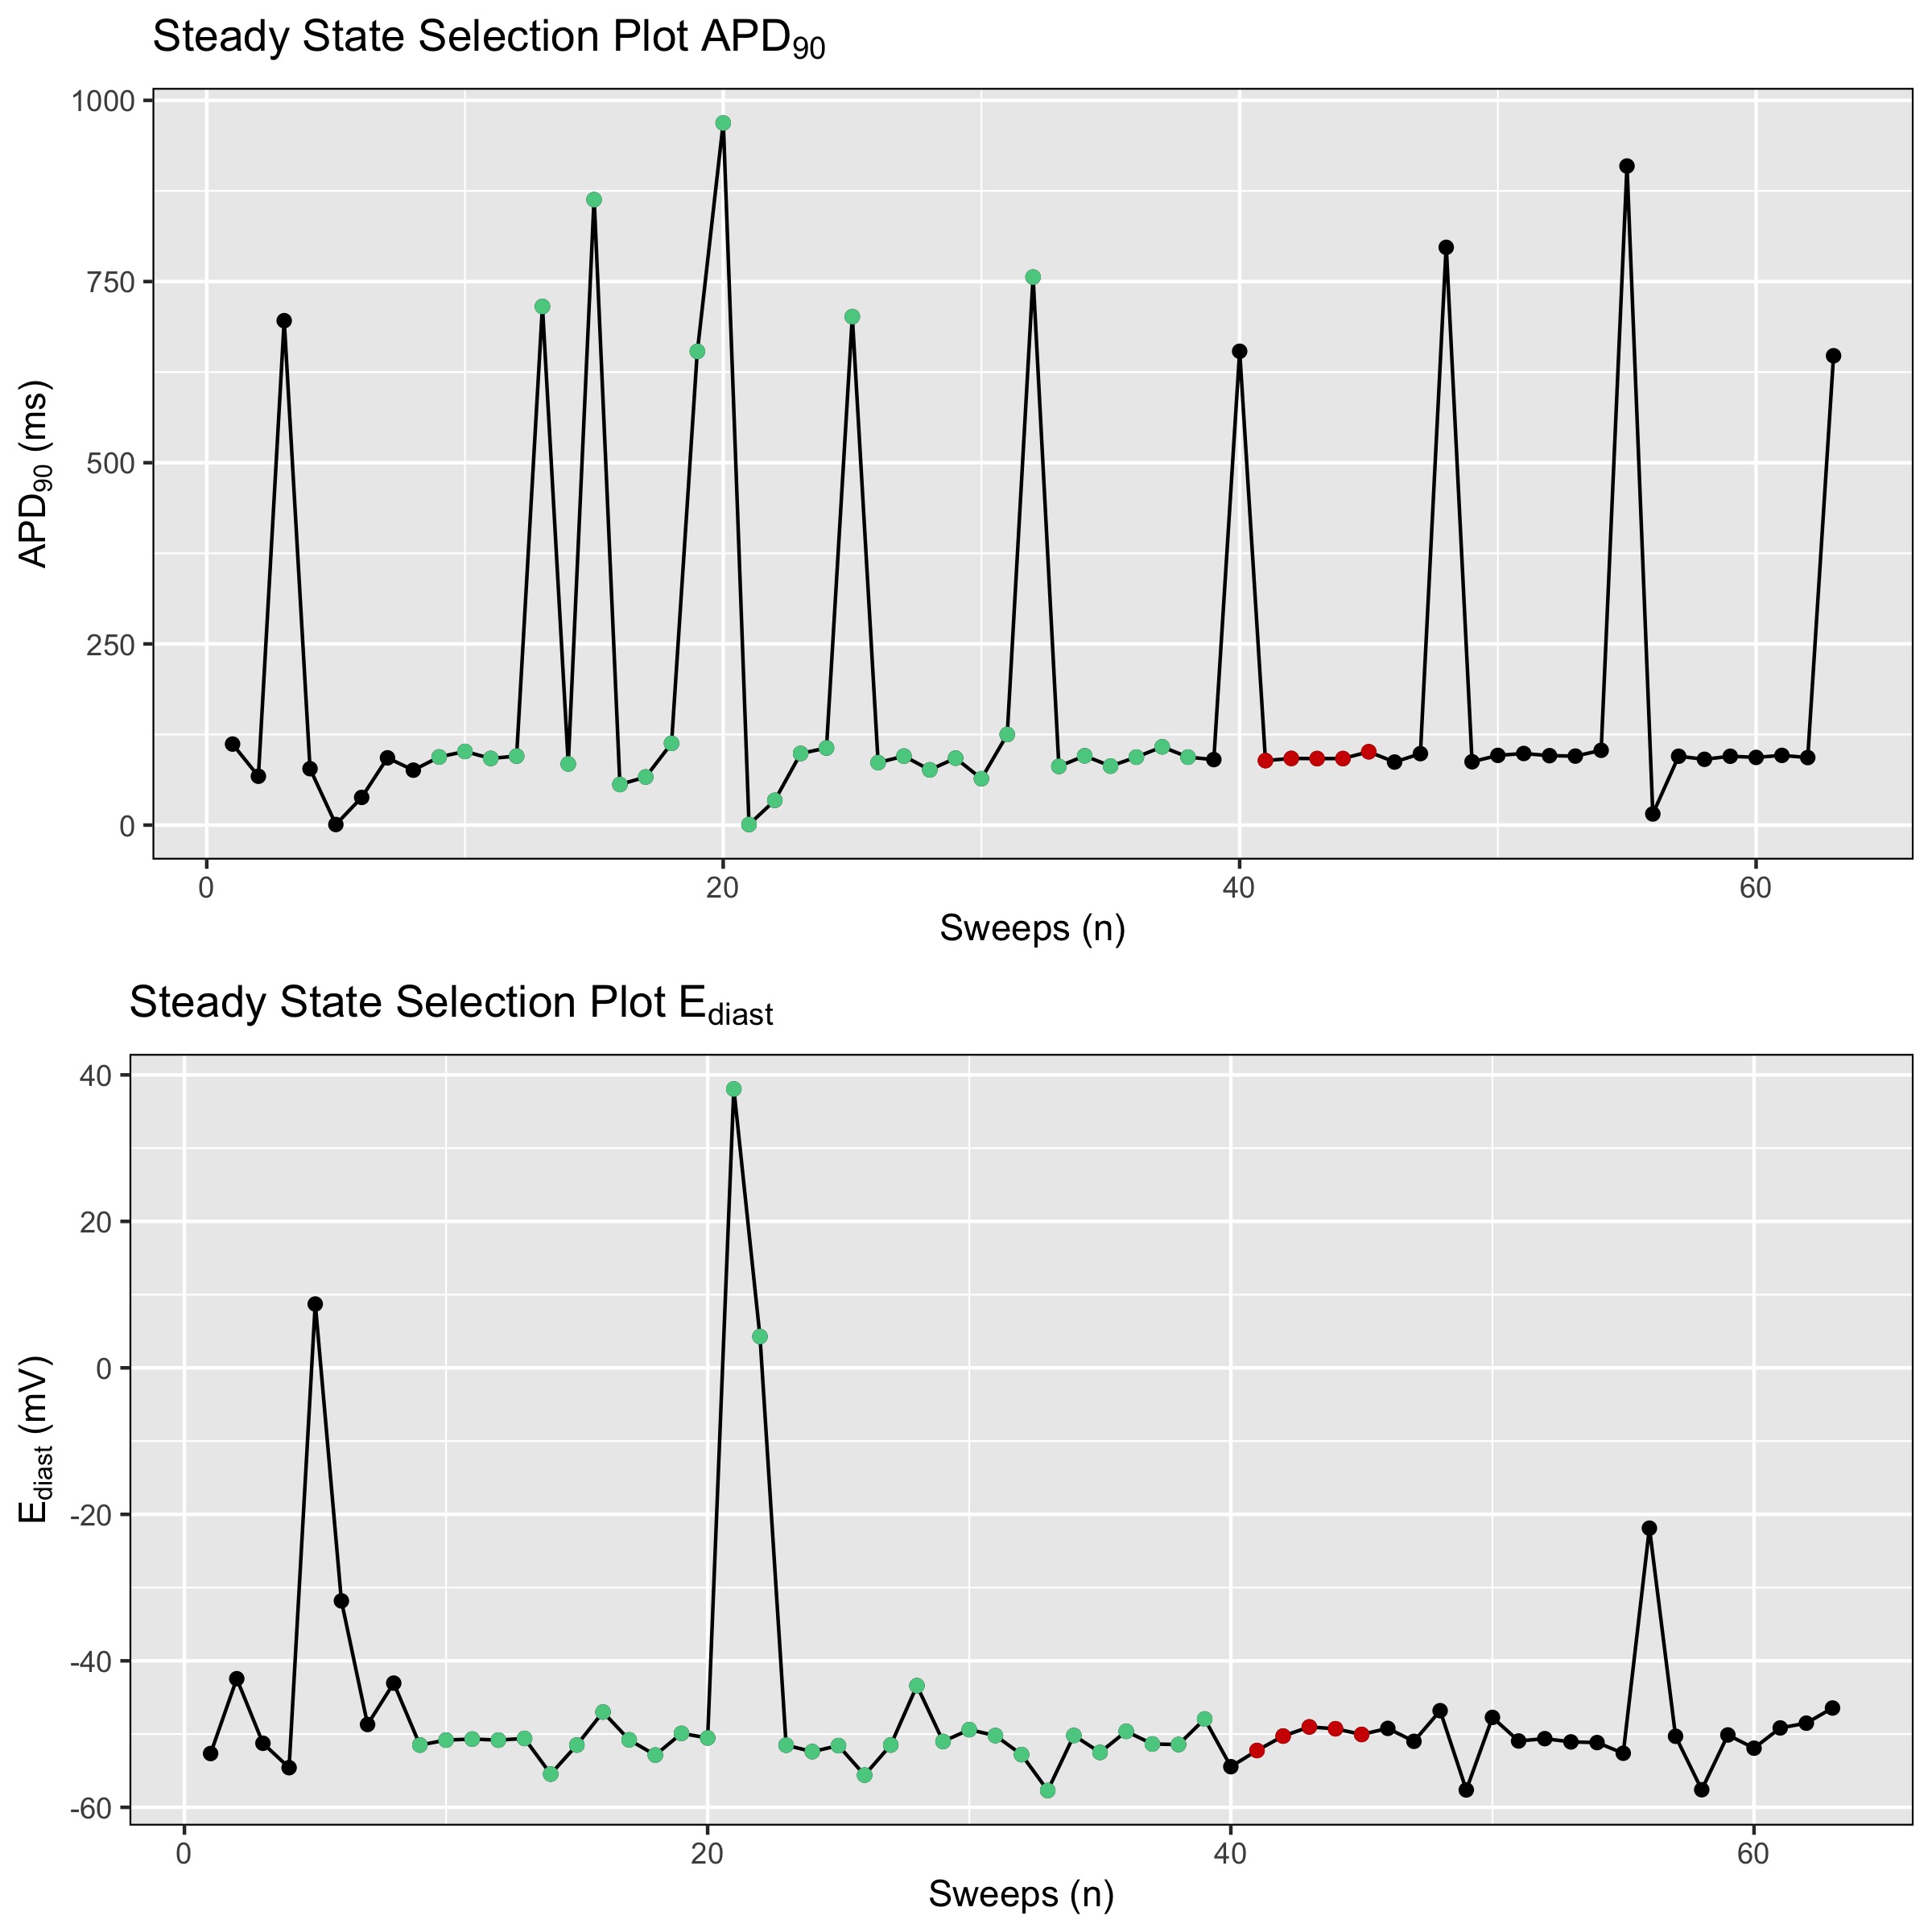 Steady State Selection Plot APD90
1000
750
500
250
0
APD90 (ms)
0 20 40 60
Sweeps (n)
Steady State Selection Plot Ediast
40
20
0
-20
-40
-60
Ediast (mV)
0 20 40 60
Sweeps (n)